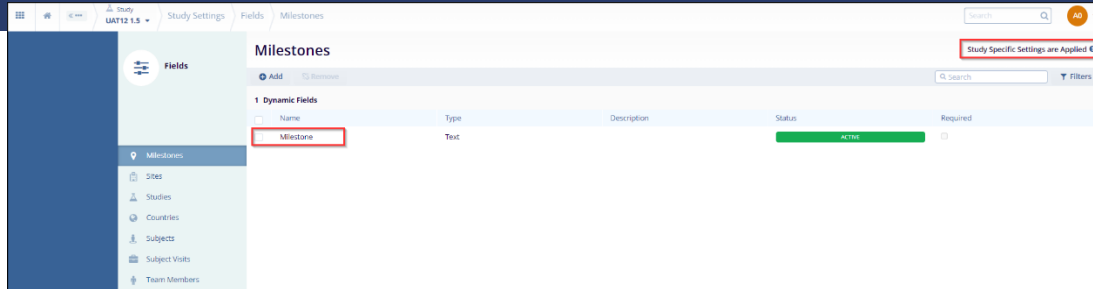 Study
UAT12 1.5
Study Settings
Fields
Milestones
Search
A0
Fields
Milestones
Study Specific Settings are Applied
Add
Remove
Search
Filters
1 Dynamic Fields
Name
Type
Description
Status
Required
Milestone
Text
ACTIVE
Milestones
Sites
Studies
Countries
Subjects
Subject Visits
Team Members